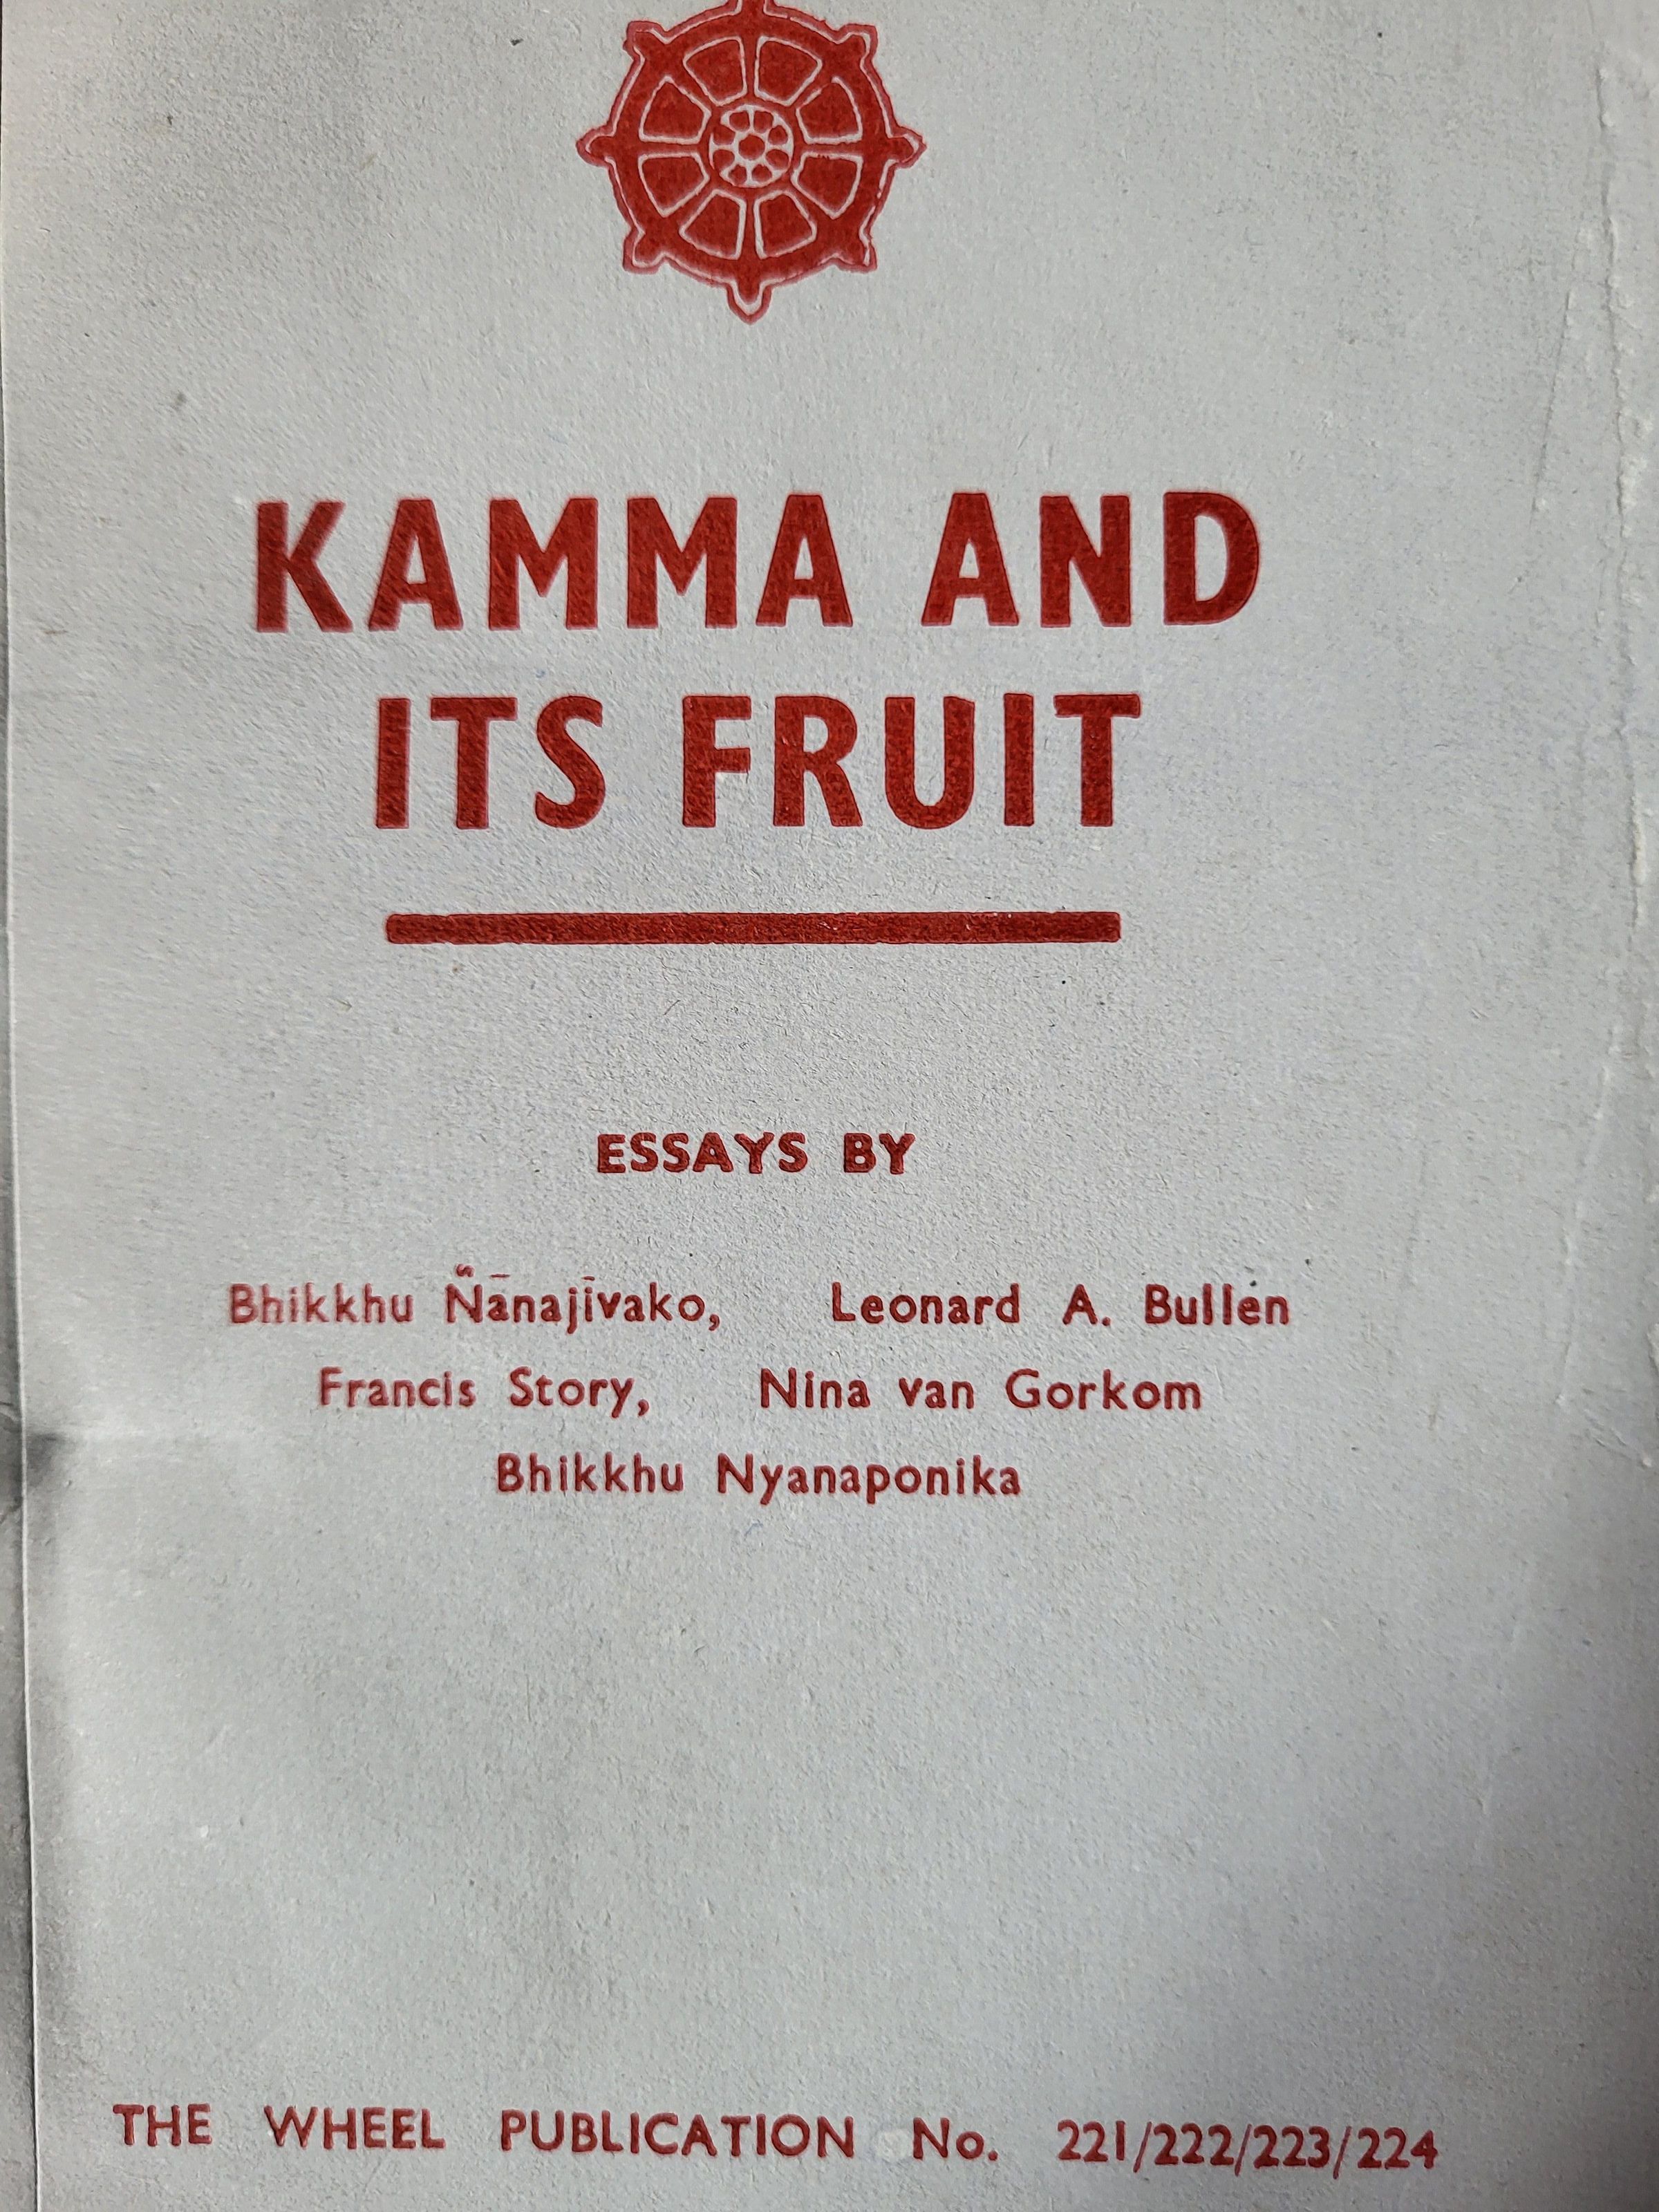 KAMMA AND
ITS FRUIT
ESSAYS BY
Bhikkhu Ñānajīvako, Leonard A. Bullen
Francis Story, Nina van Gorkom
Bhikkhu Nyanaponika
THE WHEEL PUBLICATION No. 221/222/223/224